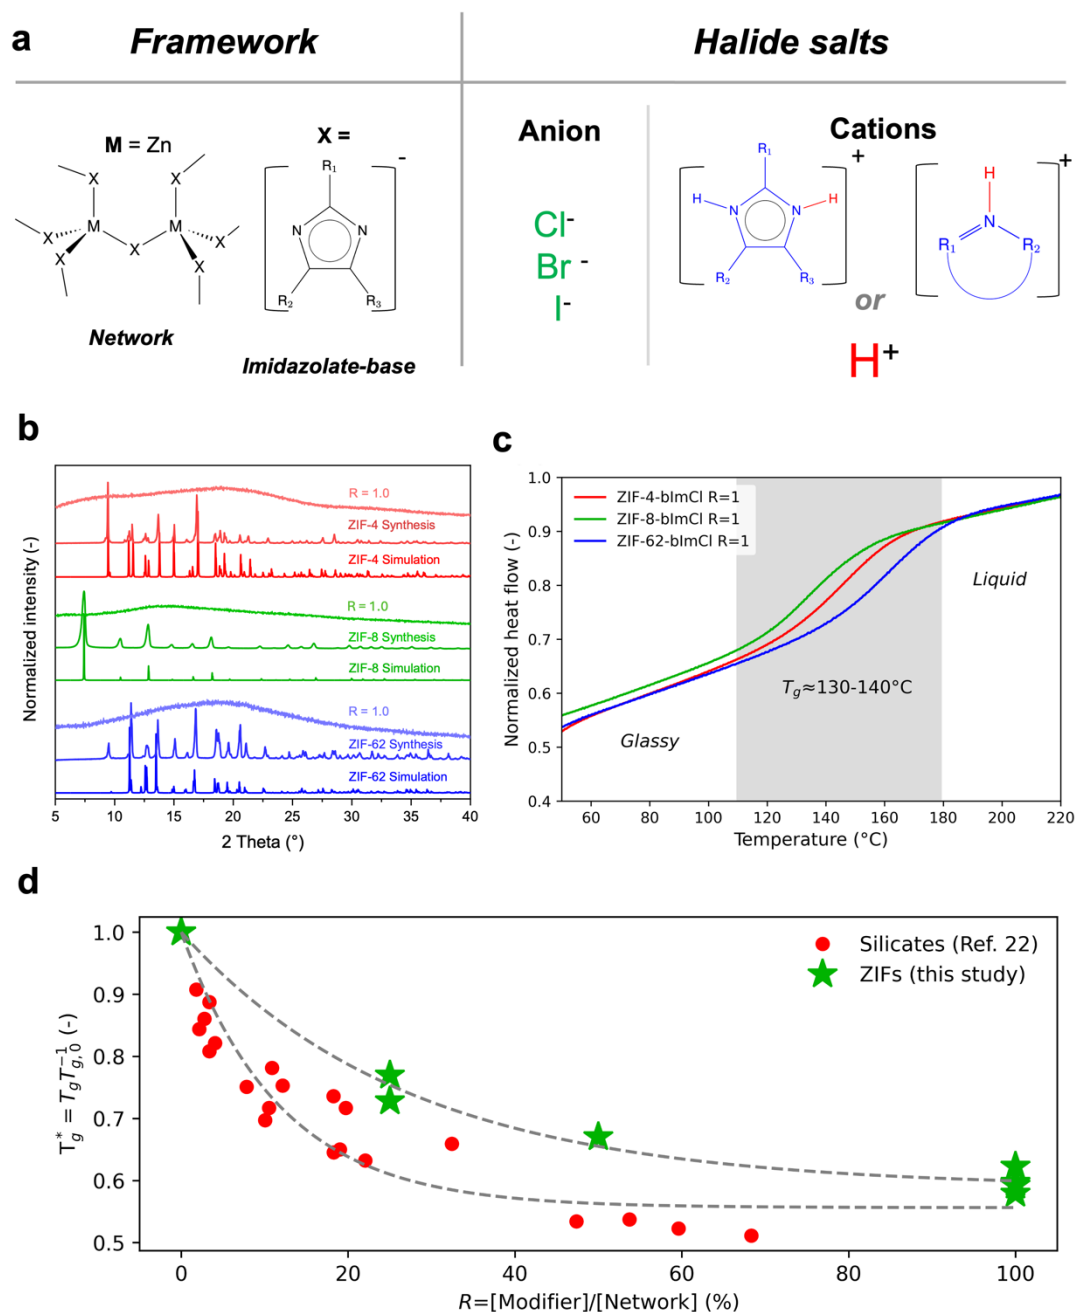 a
Framework
Halide salts
M = Zn
X =
Anion
Cations
X X M M X X X X X
Network
R1
N N
R2 R3
-
Imidazolate-base
Cl-
Br -
I-
R1
H N N H
R2 R3
+
or
H
N
R1 R2
+
H+
b
Normalized intensity (-)
R = 1.0
ZIF-4 Synthesis
ZIF-4 Simulation
R = 1.0
ZIF-8 Synthesis
ZIF-8 Simulation
R = 1.0
ZIF-62 Synthesis
ZIF-62 Simulation
5 10 15 20 25 30 35 40
2 Theta (°)
c
Normalized heat flow (-)
1.0
0.9
0.8
0.7
0.6
0.5
0.4
ZIF-4-bImCl R=1
ZIF-8-bImCl R=1
ZIF-62-bImCl R=1
Liquid
Tg≈130-140°C
Glassy
60 80 100 120 140 160 180 200 220
Temperature (°C)
d
T*g = TgT-1g,0 (-)
1.0
0.9
0.8
0.7
0.6
0.5
Silicates (Ref. 22)
ZIFs (this study)
0 20 40 60 80 100
R=[Modifier]/[Network] (%)